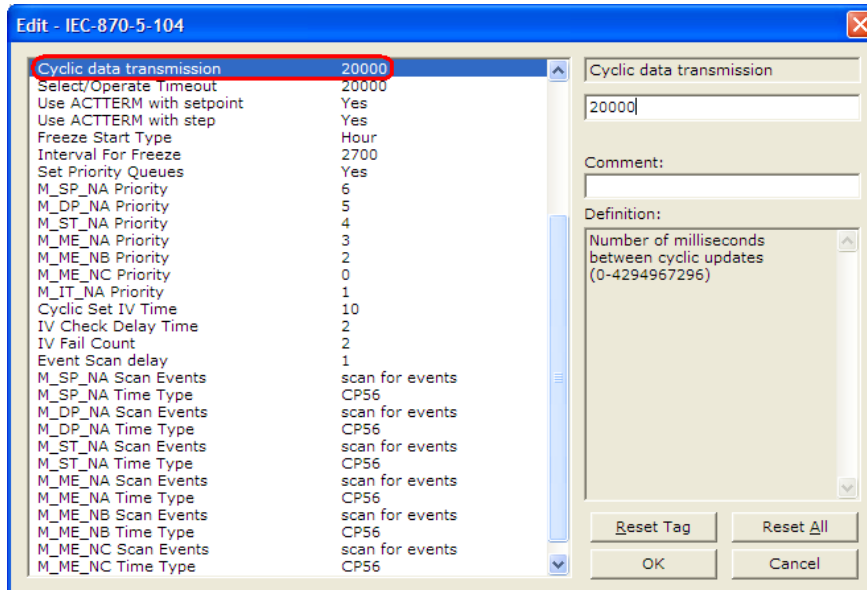 Edit - IEC-870-5-104
Cyclic data transmission 20000
Select/Operate Timeout 20000
Use ACTTERM with setpoint Yes
Use ACTTERM with step Yes
Freeze Start Type Hour
Interval For Freeze 2700
Set Priority Queues Yes
M_SP_NA Priority 6
M_DP_NA Priority 5
M_ST_NA Priority 4
M_ME_NA Priority 3
M_ME_NB Priority 2
M_ME_NC Priority 0
M_IT_NA Priority 1
Cyclic Set IV Time 10
IV Check Delay Time 2
IV Fail Count 2
Event Scan delay 1
M_SP_NA Scan Events scan for events
M_SP_NA Time Type CP56
M_DP_NA Scan Events scan for events
M_DP_NA Time Type CP56
M_ST_NA Scan Events scan for events
M_ST_NA Time Type CP56
M_ME_NA Scan Events scan for events
M_ME_NA Time Type CP56
M_ME_NB Scan Events scan for events
M_ME_NB Time Type CP56
M_ME_NC Scan Events scan for events
M_ME_NC Time Type CP56
Cyclic data transmission
20000
Comment:
Definition:
Number of milliseconds
between cyclic updates
(0-4294967296)
Reset Tag Reset All
OK Cancel